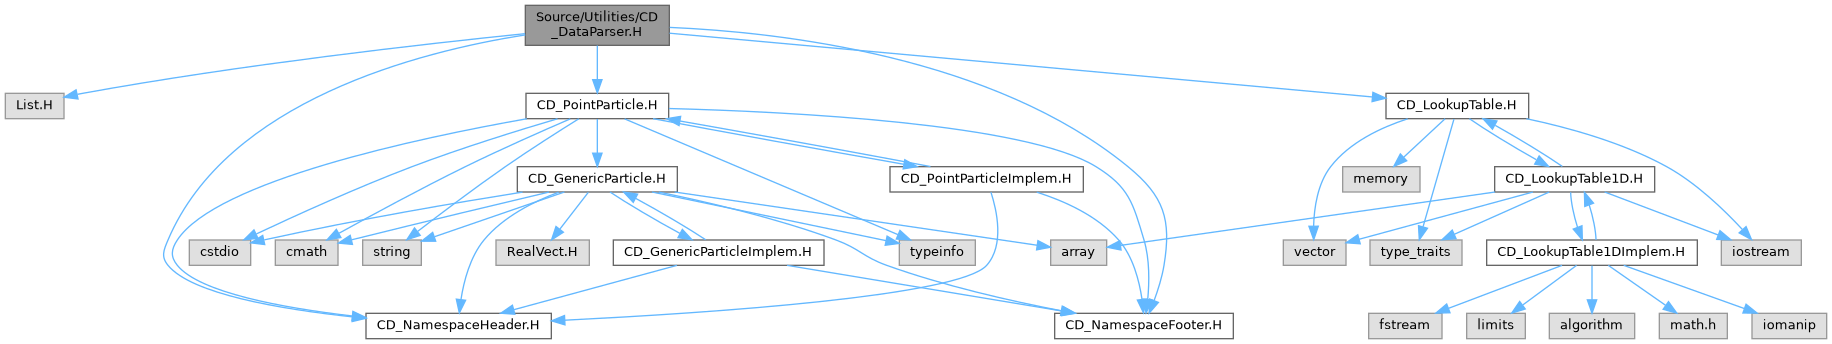 Source/Utilities/CD
_DataParser.H
List.H
CD_PointParticle.H
CD_LookupTable.H
CD_GenericParticle.H
CD_PointParticleImplem.H
memory
CD_LookupTable1D.H
cstdio
cmath
string
RealVect.H
CD_GenericParticleImplem.H
typeinfo
array
vector
type_traits
CD_LookupTable1DImplem.H
iostream
CD_NamespaceHeader.H
CD_NamespaceFooter.H
fstream
limits
algorithm
math.h
iomanip